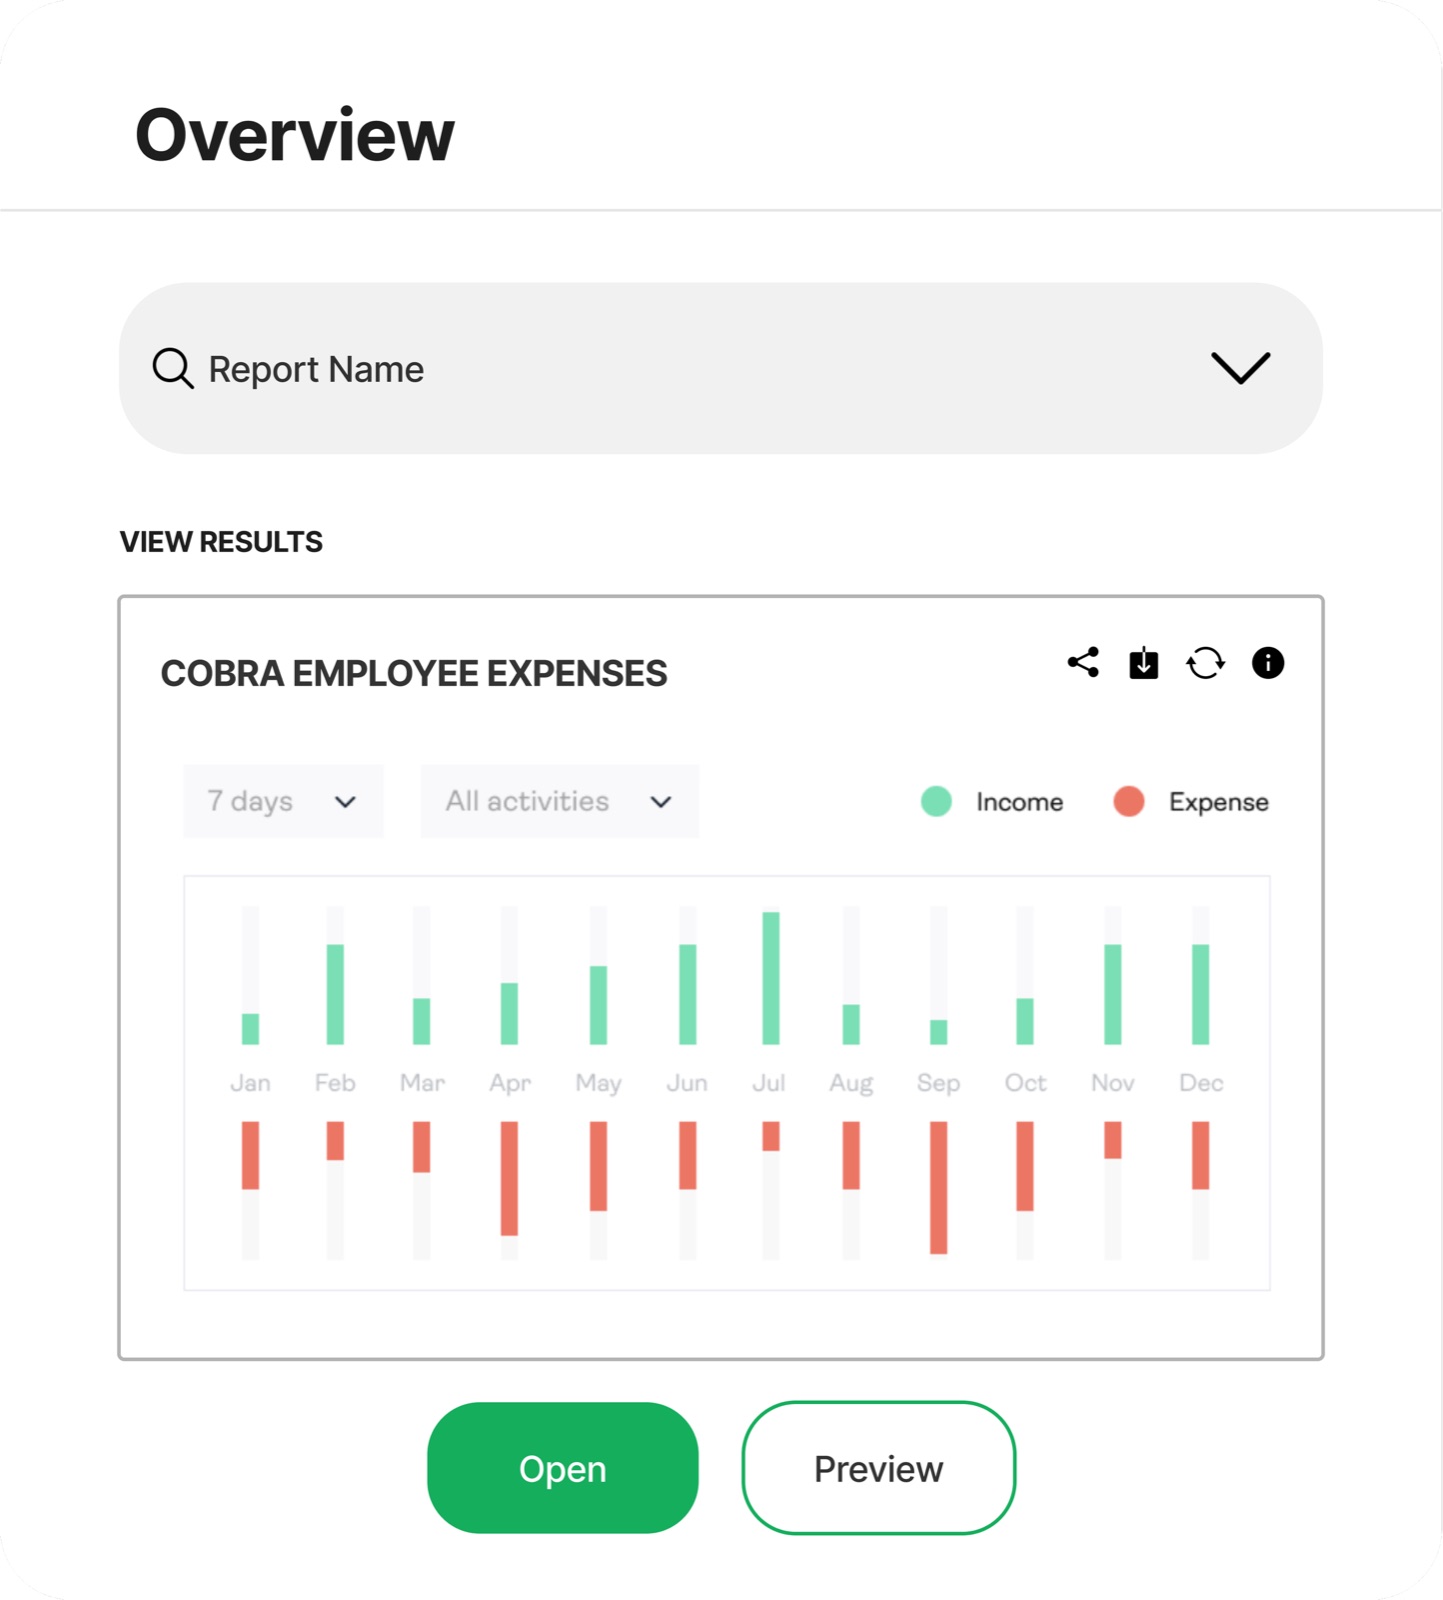 Overview
Report Name
VIEW RESULTS
COBRA EMPLOYEE EXPENSES
7 days All activities Income Expense
Jan Feb Mar Apr May Jun Jul Aug Sep Oct Nov Dec
Open Preview